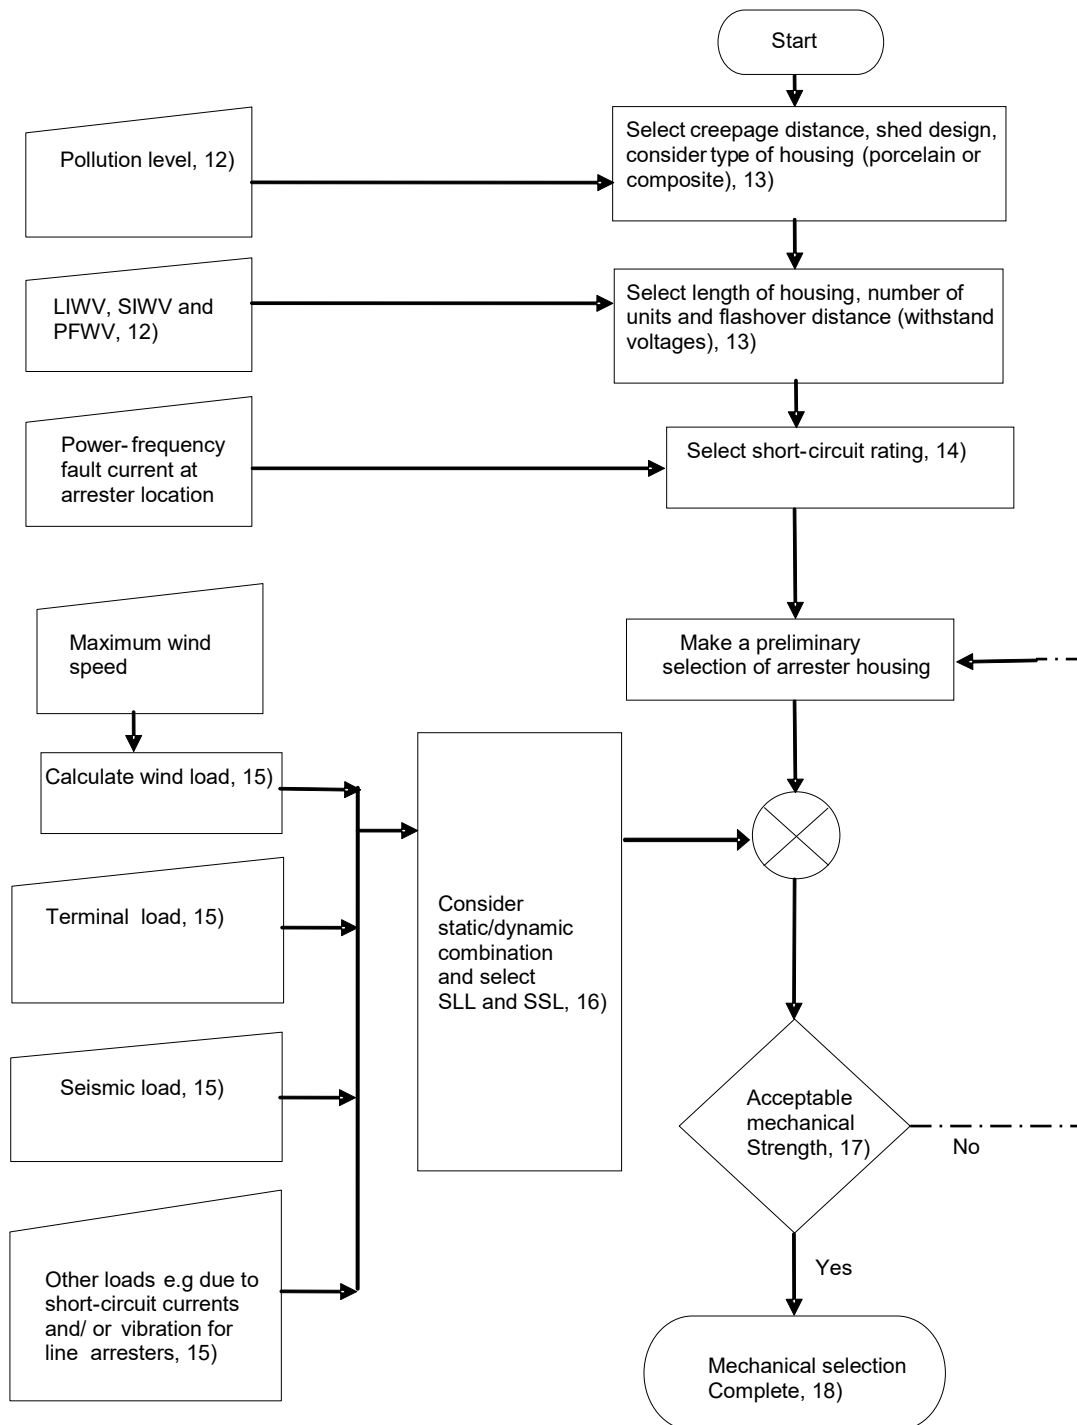 Start
Pollution level, 12)
Select creepage distance, shed design,
consider type of housing (porcelain or
composite), 13)
LIWV, SIWV and
PFWV, 12)
Select length of housing, number of
units and flashover distance (withstand
voltages), 13)
Power-frequency
fault current at
arrester location
Select short-circuit rating, 14)
Maximum wind
speed
Make a preliminary
selection of arrester housing
Calculate wind load, 15)
Terminal load, 15)
Consider
static/dynamic
combination
and select
SLL and SSL, 16)
Seismic load, 15)
Acceptable
mechanical
Strength, 17)
No
Yes
Other loads e.g due to
short-circuit currents
and/ or vibration for
line arresters, 15)
Mechanical selection
Complete, 18)